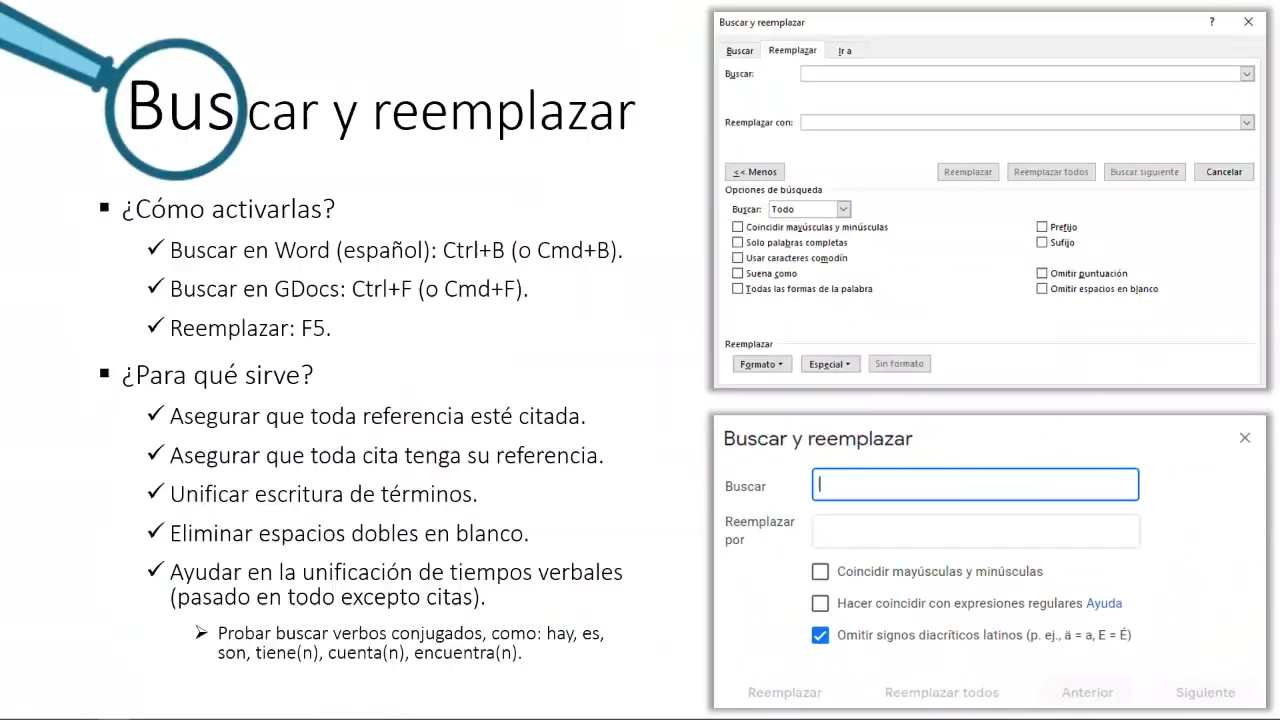 Buscar y reemplazar
¿Cómo activarlas?
Buscar en Word (español): Ctrl+B (o Cmd+B).
Buscar en GDocs: Ctrl+F (o Cmd+F).
Reemplazar: F5.
¿Para qué sirve?
Asegurar que toda referencia esté citada.
Asegurar que toda cita tenga su referencia.
Unificar escritura de términos.
Eliminar espacios dobles en blanco.
Ayudar en la unificación de tiempos verbales
(pasado en todo excepto citas).
Probar buscar verbos conjugados, como: hay, es,
son, tiene(n), cuenta(n), encuentra(n).
Buscar y reemplazar ?
Buscar Reemplazar Ir a
Buscar:
Reemplazar con:
<< Menos Reemplazar Reemplazar todos Buscar siguiente Cancelar
Opciones de búsqueda
Buscar: Todo
Coincidir mayúsculas y minúsculas Prefijo
Solo palabras completas Sufijo
Usar caracteres comodín
Suena como Omitir puntuación
Todas las formas de la palabra Omitir espacios en blanco
Reemplazar
Formato Especial Sin formato
Buscar y reemplazar
Buscar
Reemplazar
por
Coincidir mayúsculas y minúsculas
Hacer coincidir con expresiones regulares Ayuda
Omitir signos diacríticos latinos (p. ej., ä = a, E = É)
Reemplazar Reemplazar todos Anterior Siguiente